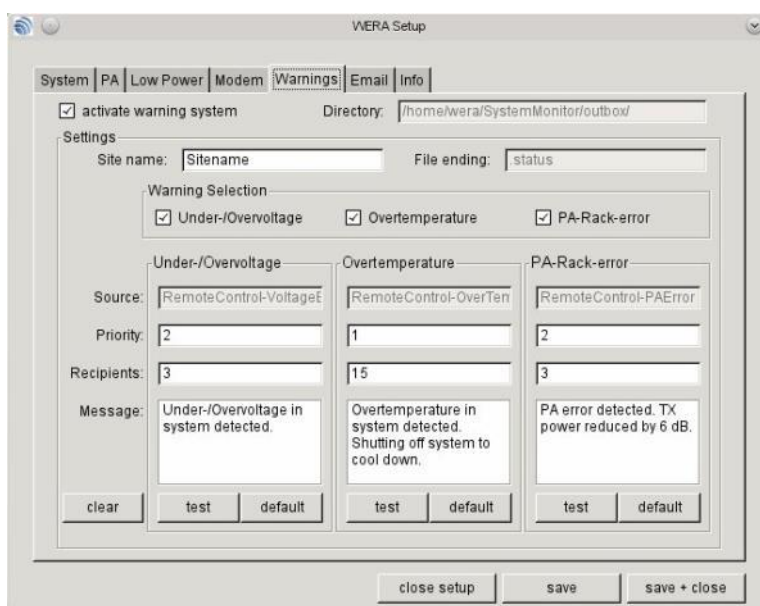 WERA Setup
System PA Low Power Modem Warnings Email Info
activate warning system Directory: /home/wera/SystemMonitor/outbox/
Settings
Site name: Sitename File ending: .status
Warning Selection
Under-/Overvoltage Overtemperature PA-Rack-error
Under-/Overvoltage Overtemperature PA-Rack-error
Source: RemoteControl-VoltageE RemoteControl-OverTem RemoteControl-PAError
Priority: 2 1 2
Recipients: 3 15 3
Message:
Under-/Overvoltage in
system detected.
Overtemperature in
system detected.
Shutting off system to
cool down.
PA error detected. TX
power reduced by 6 dB.
clear test default test default test default
close setup save save + close